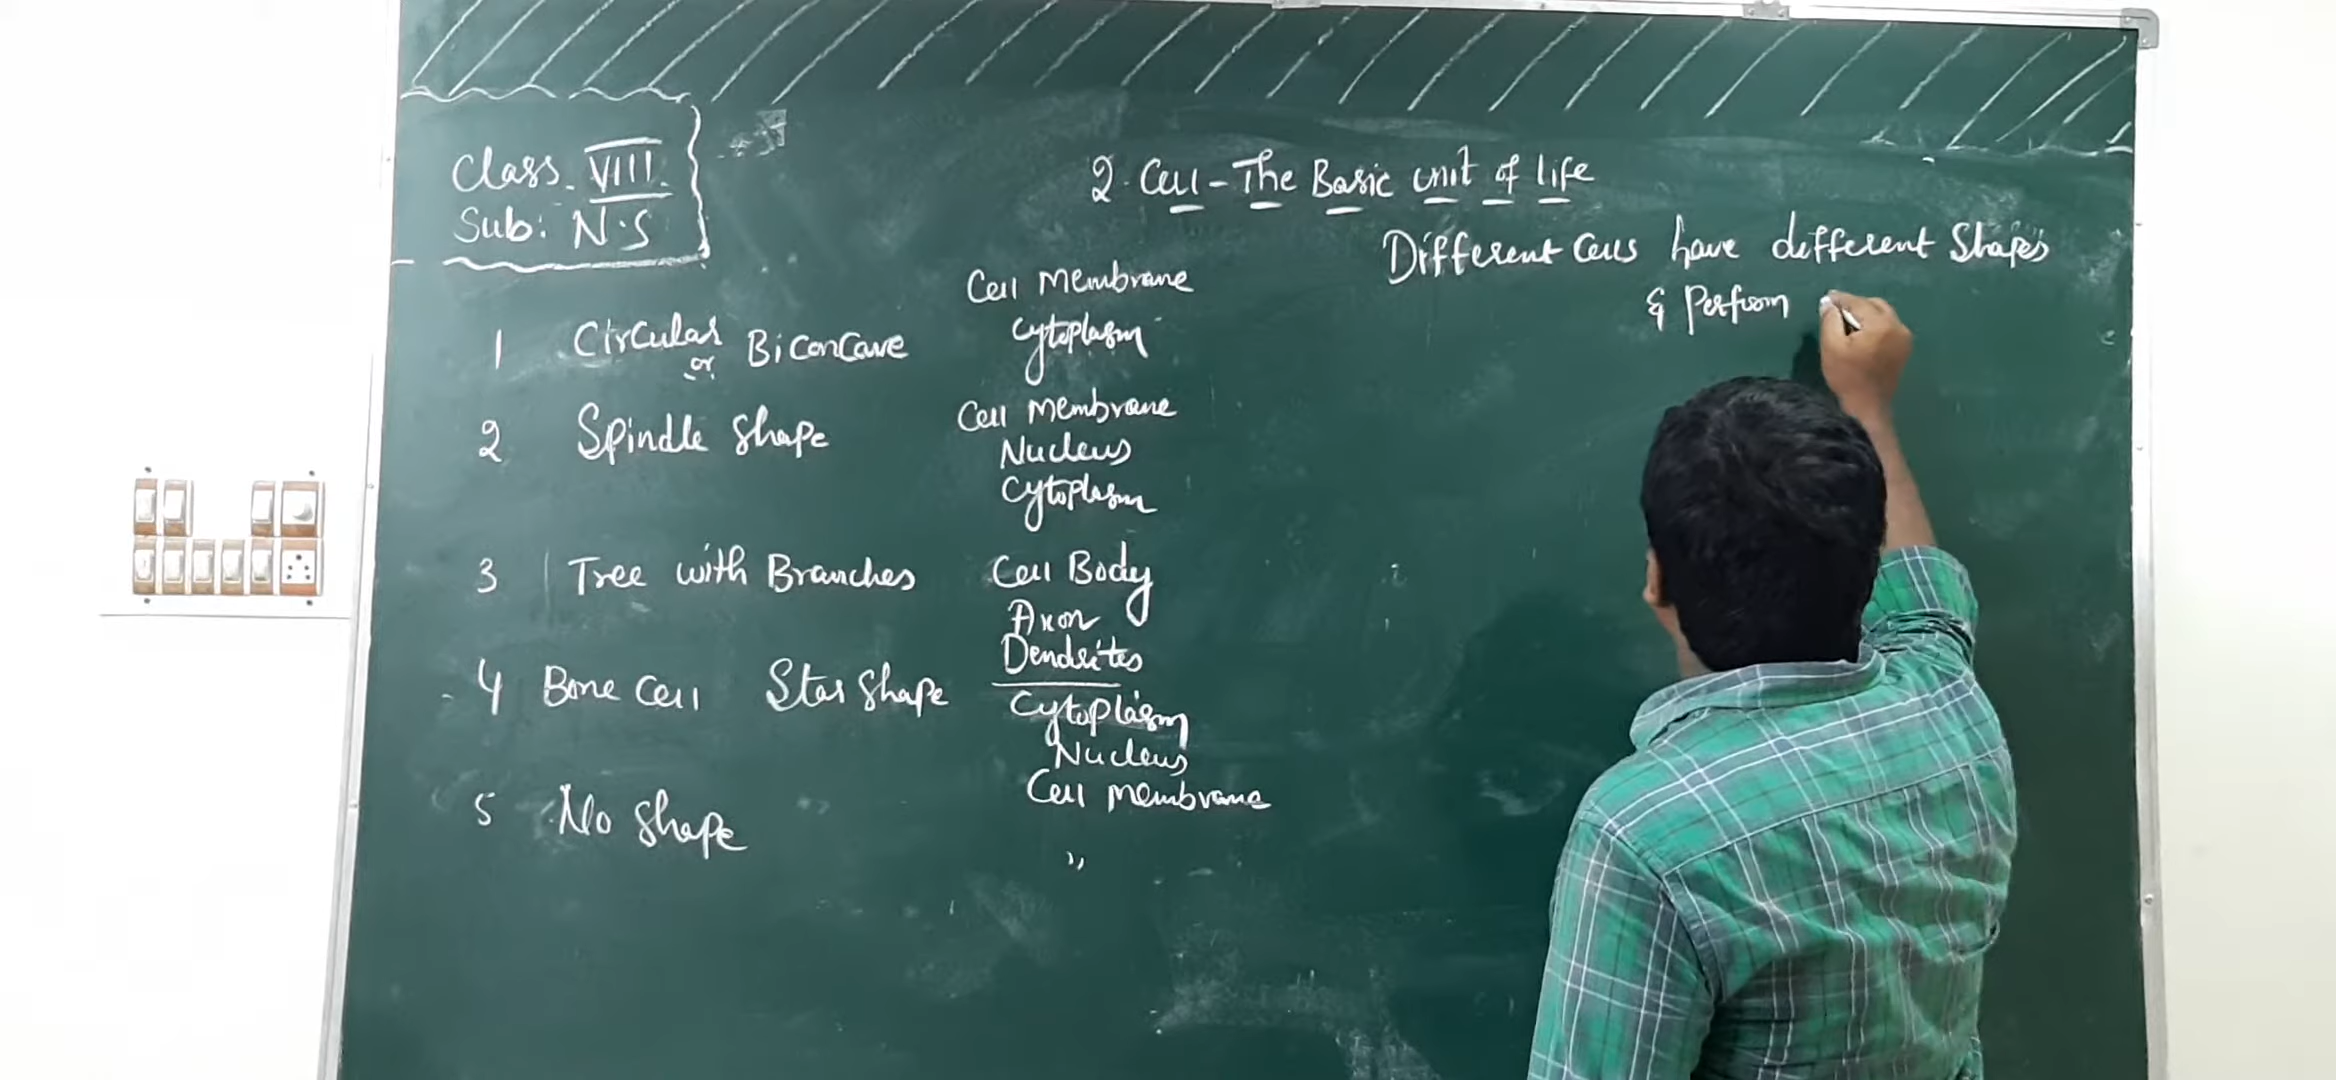 Class. VIII.
Sub: N.S
2. Cell - The Basic unit of life
Different Cells have different Shapes
& Perform
1 Circular or Biconcave
Cell Membrane
Cytoplasm
2 Spindle Shape
Cell Membrane
Nucleus
Cytoplasm
3 Tree with Branches
Cell Body
Axon
Dendrites
4 Bone Cell Star Shape
Cytoplasm
Nucleus
Cell Membrane
5 No Shape
,,